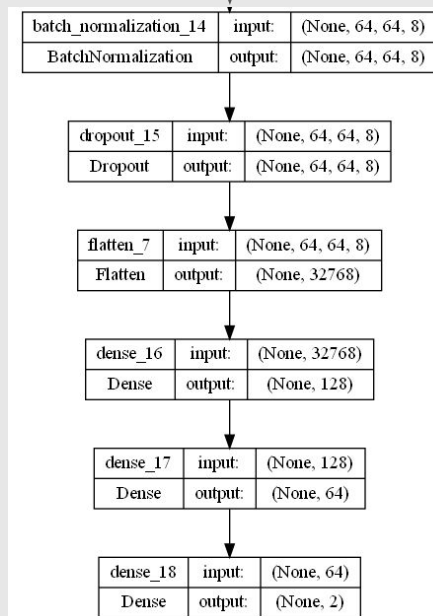 batch_normalization_14 input: (None, 64, 64, 8)
BatchNormalization output: (None, 64, 64, 8)
dropout_15 input: (None, 64, 64, 8)
Dropout output: (None, 64, 64, 8)
flatten_7 input: (None, 64, 64, 8)
Flatten output: (None, 32768)
dense_16 input: (None, 32768)
Dense output: (None, 128)
dense_17 input: (None, 128)
Dense output: (None, 64)
dense_18 input: (None, 64)
Dense output: (None, 2)